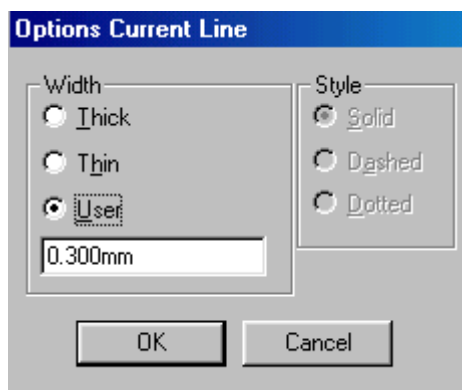 Options Current Line
Width
Thick
Thin
User
0.300mm
Style
Solid
Dashed
Dotted
OK
Cancel